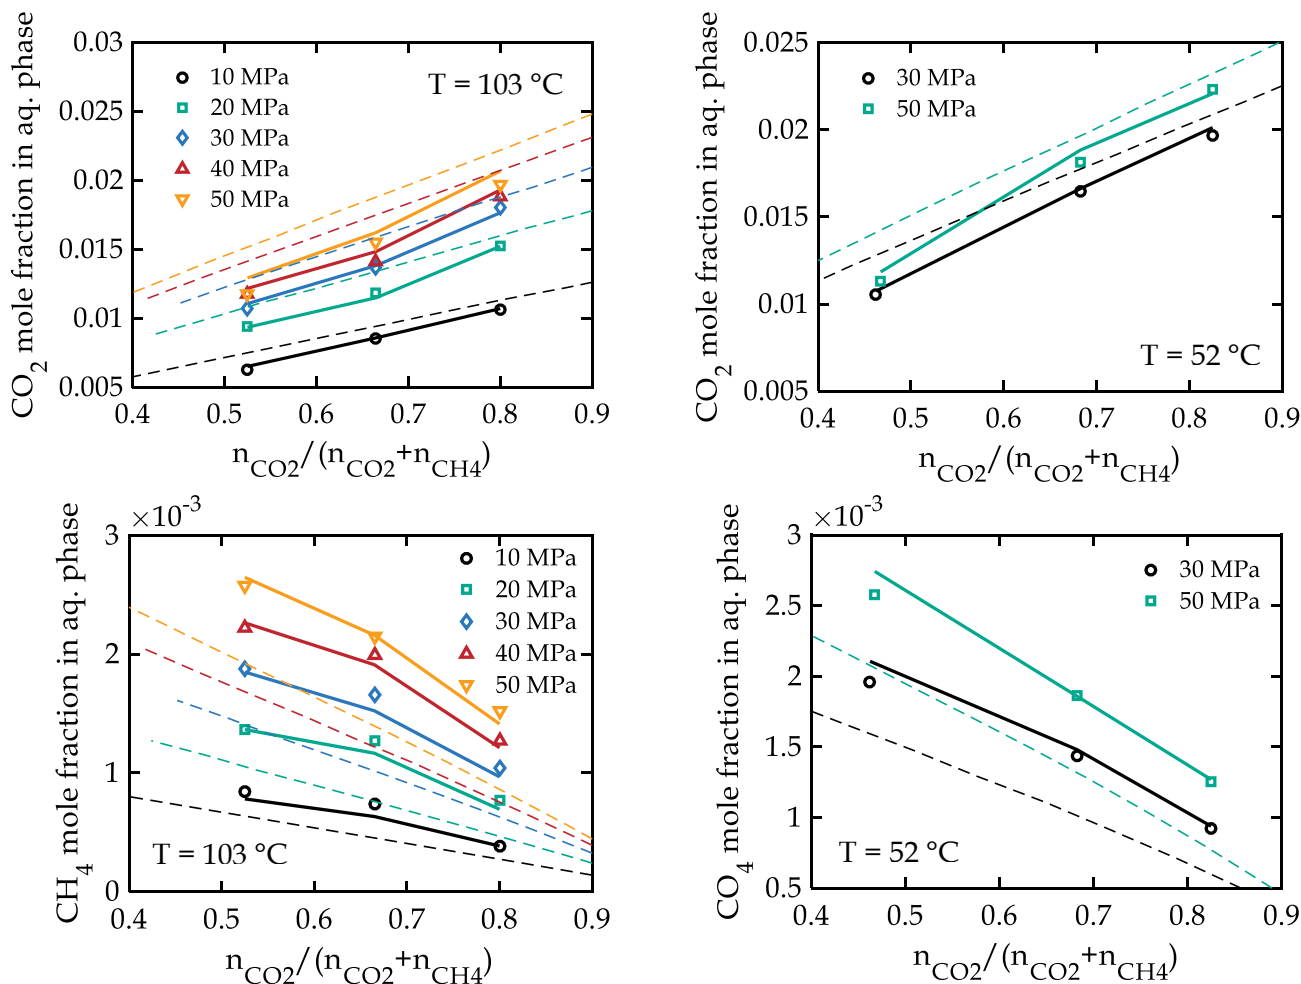 CO2 mole fraction in aq. phase
0.03
0.025
0.02
0.015
0.01
0.005
10 MPa
20 MPa
30 MPa
40 MPa
50 MPa
T = 103 °C
0.4 0.5 0.6 0.7 0.8 0.9
nCO2/(nCO2+nCH4)
CO2 mole fraction in aq. phase
0.025
0.02
0.015
0.01
0.005
30 MPa
50 MPa
T = 52 °C
0.4 0.5 0.6 0.7 0.8 0.9
nCO2/(nCO2+nCH4)
CH4 mole fraction in aq. phase
×10-3
3
2
1
0
10 MPa
20 MPa
30 MPa
40 MPa
50 MPa
T = 103 °C
0.4 0.5 0.6 0.7 0.8 0.9
nCO2/(nCO2+nCH4)
CO4 mole fraction in aq. phase
×10-3
3
2.5
2
1.5
1
0.5
30 MPa
50 MPa
T = 52 °C
0.4 0.5 0.6 0.7 0.8 0.9
nCO2/(nCO2+nCH4)